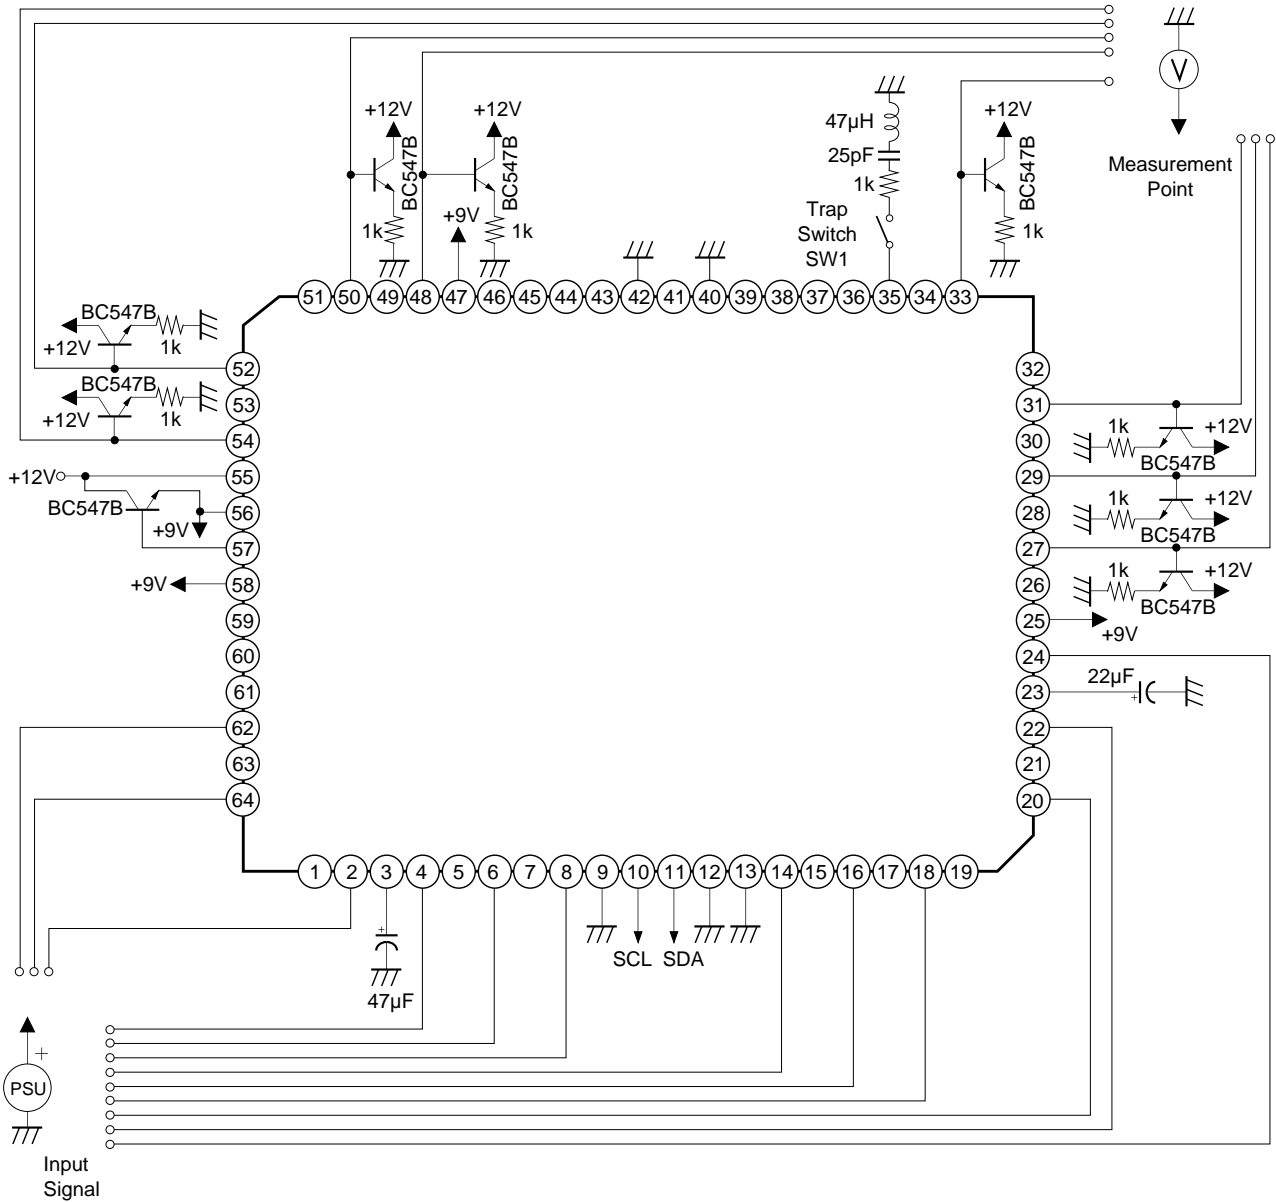 V
Measurement
Point
+12V
BC547B
1k
+12V
BC547B
1k
+9V
47µH
25pF
1k
Trap
Switch
SW1
+12V
BC547B
1k
51 50 49 48 47 46 45 44 43 42 41 40 39 38 37 36 35 34 33
BC547B
+12V
1k
52
BC547B
+12V
1k
53
54
+12V
55
BC547B
+9V
56
57
+9V
58
59
60
61
62
63
64
32
31
1k
+12V
BC547B
30
29
1k
+12V
BC547B
28
27
1k
+12V
BC547B
26
25
+9V
24
22µF
+
23
22
21
20
1 2 3 4 5 6 7 8 9 10 11 12 13 14 15 16 17 18 19
+
47µF
SCL SDA
+
PSU
Input
Signal